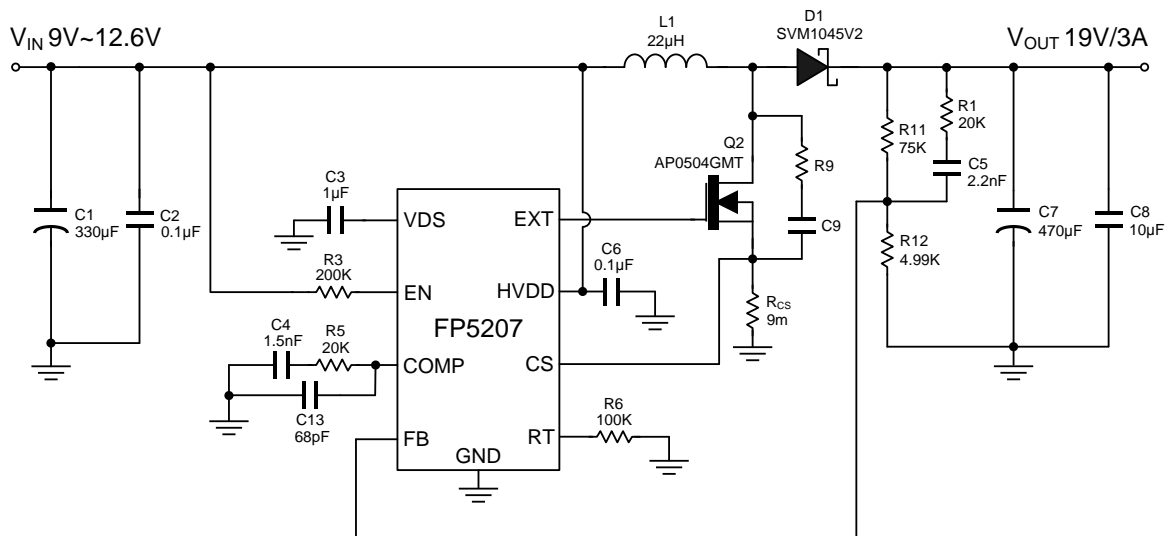 V_IN 9V~12.6V
L1
22µH
D1
SVM1045V2
V_OUT 19V/3A
R11
75K
R1
20K
C5
2.2nF
Q2
AP0504GMT
R9
C9
C3
1µF
C1
330µF
C2
0.1µF
VDS
EXT
C6
0.1µF
R12
4.99K
C7
470µF
C8
10µF
R3
200K
EN
HVDD
R_CS
9m
FP5207
C4
1.5nF
R5
20K
COMP
CS
C13
68pF
R6
100K
FB
RT
GND